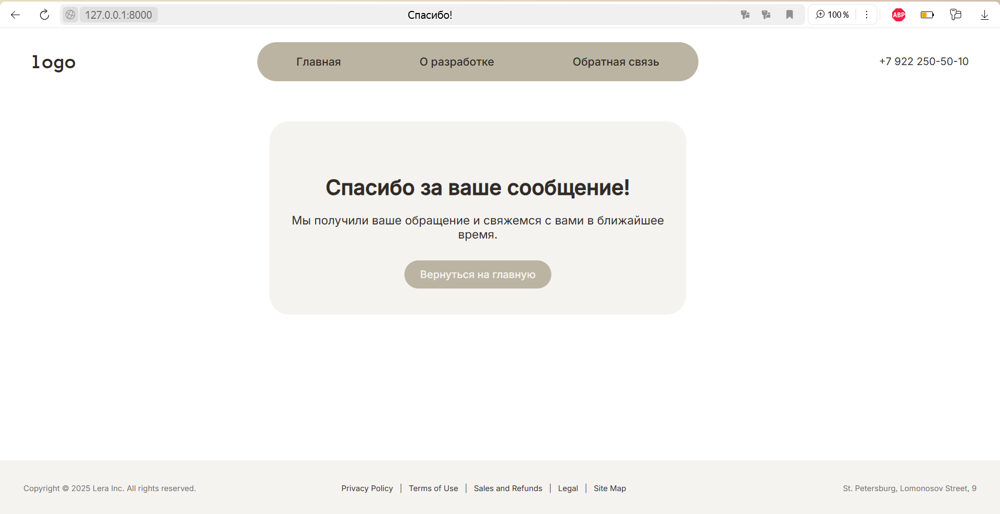 127.0.0.1:8000
Спасибо!
100 %
ABP
logo
Главная
О разработке
Обратная связь
+7 922 250-50-10
Спасибо за ваше сообщение!
Мы получили ваше обращение и свяжемся с вами в ближайшее
время.
Вернуться на главную
Copyright © 2025 Lera Inc. All rights reserved.
Privacy Policy | Terms of Use | Sales and Refunds | Legal | Site Map
St. Petersburg, Lomonosov Street, 9